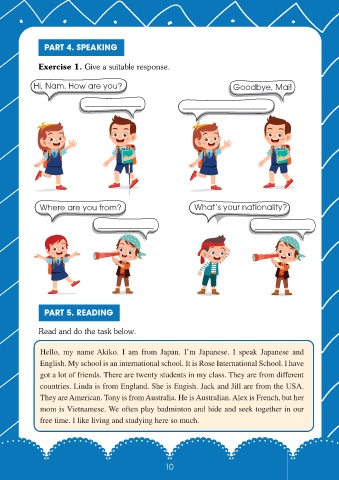 PART 4. SPEAKING
Exercise 1. Give a suitable response.
Hi, Nam. How are you?
Goodbye, Mai!
Where are you from?
What's your nationality?
PART 5. READING
Read and do the task below.
Hello, my name Akiko. I am from Japan. I'm Japanese. I speak Japanese and
English. My school is an international school. It is Rose International School. I have
got a lot of friends. There are twenty students in my class. They are from different
countries. Linda is from England. She is Engish. Jack and Jill are from the USA.
They are American. Tony is from Australia. He is Australian. Alex is French, but her
mom is Vietnamese. We often play badminton and hide and seek together in our
free time. I like living and studying here so much.
10